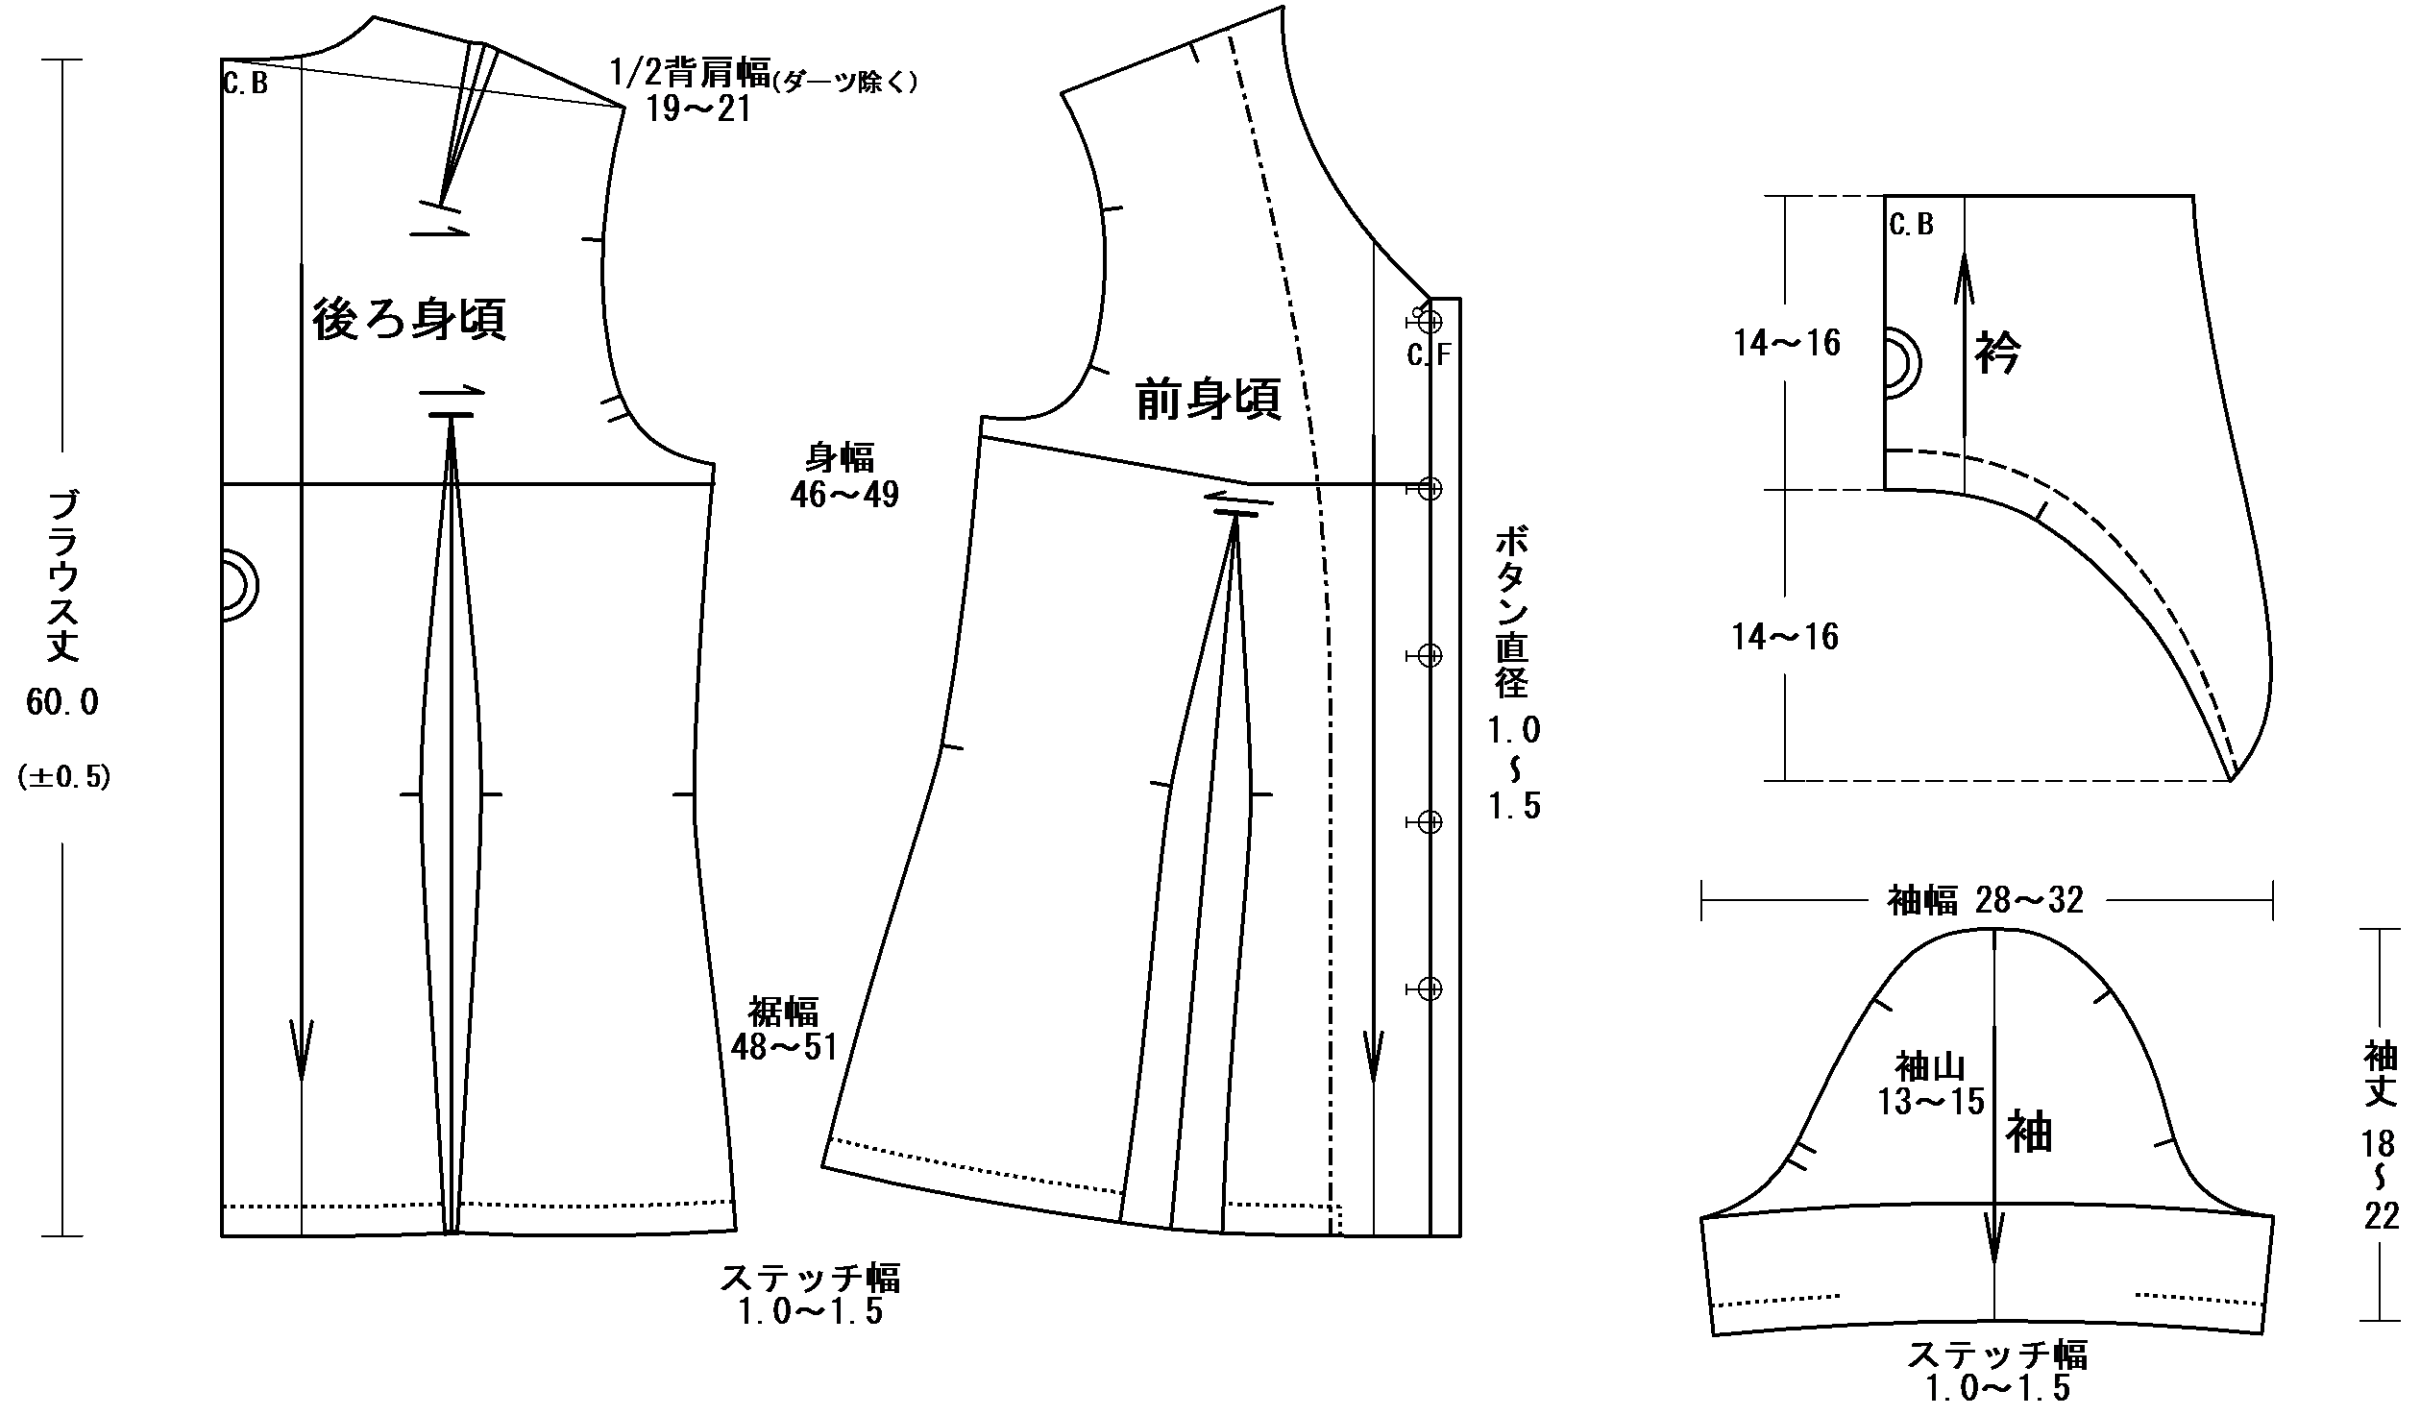 C.B
1/2背肩幅(ダーツ除く)
19～21
後ろ身頃
ブラウス丈
60.0
(±0.5)
身幅
46～49
裾幅
48～51
ステッチ幅
1.0～1.5
前身頃
C.F
ボタン直径
1.0
～
1.5
C.B
14～16
衿
14～16
袖幅 28～32
袖山
13～15
袖
袖丈
18
～
22
ステッチ幅
1.0～1.5